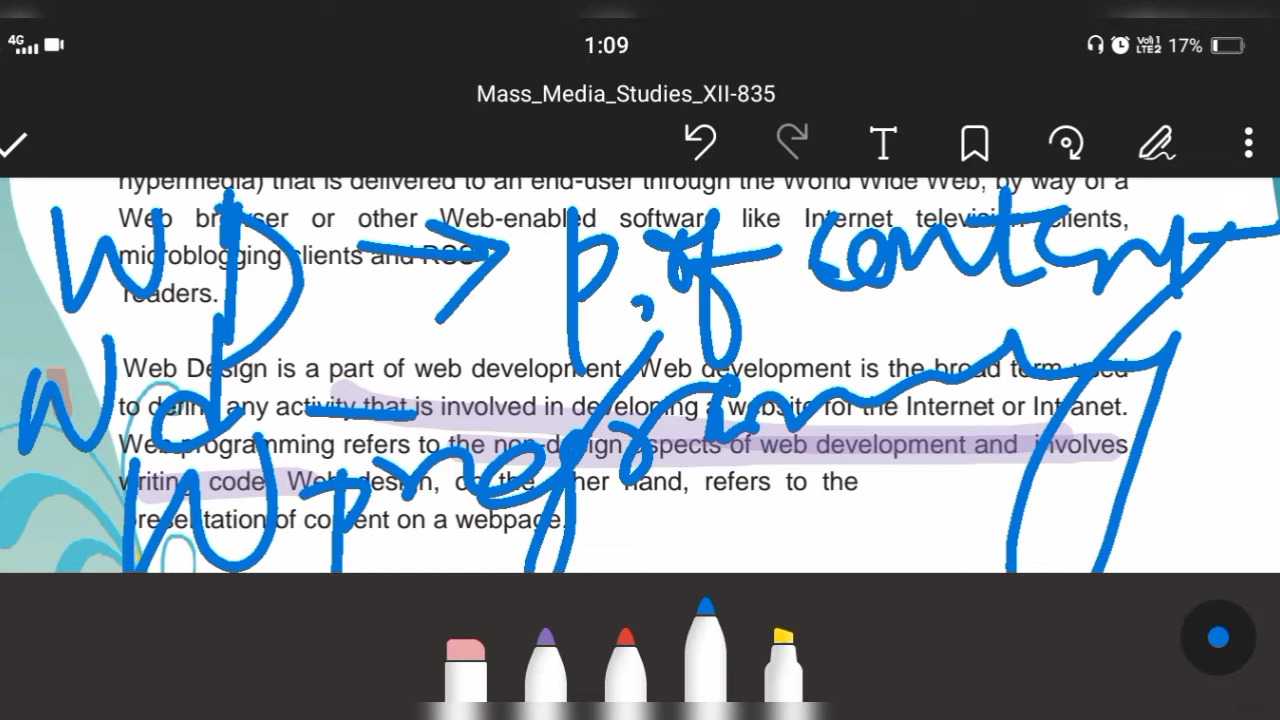 4G 1:09 Vo)) 1 LTE2 17%
Mass_Media_Studies_XII-835
T
hypermedia) that is delivered to an end-user through the World Wide Web, by way of a
Web browser or other Web-enabled software like Internet television clients,
microblogging clients and RSS
readers.
WD → p. of content
Web Design is a part of web development. Web development is the broad term used
to define any activity that is involved in developing a website for the Internet or Intranet.
Wd –
Web programming refers to the non-design aspects of web development and involves
writing code. Web design, on the other hand, refers to the
presentation of content on a webpage.
W